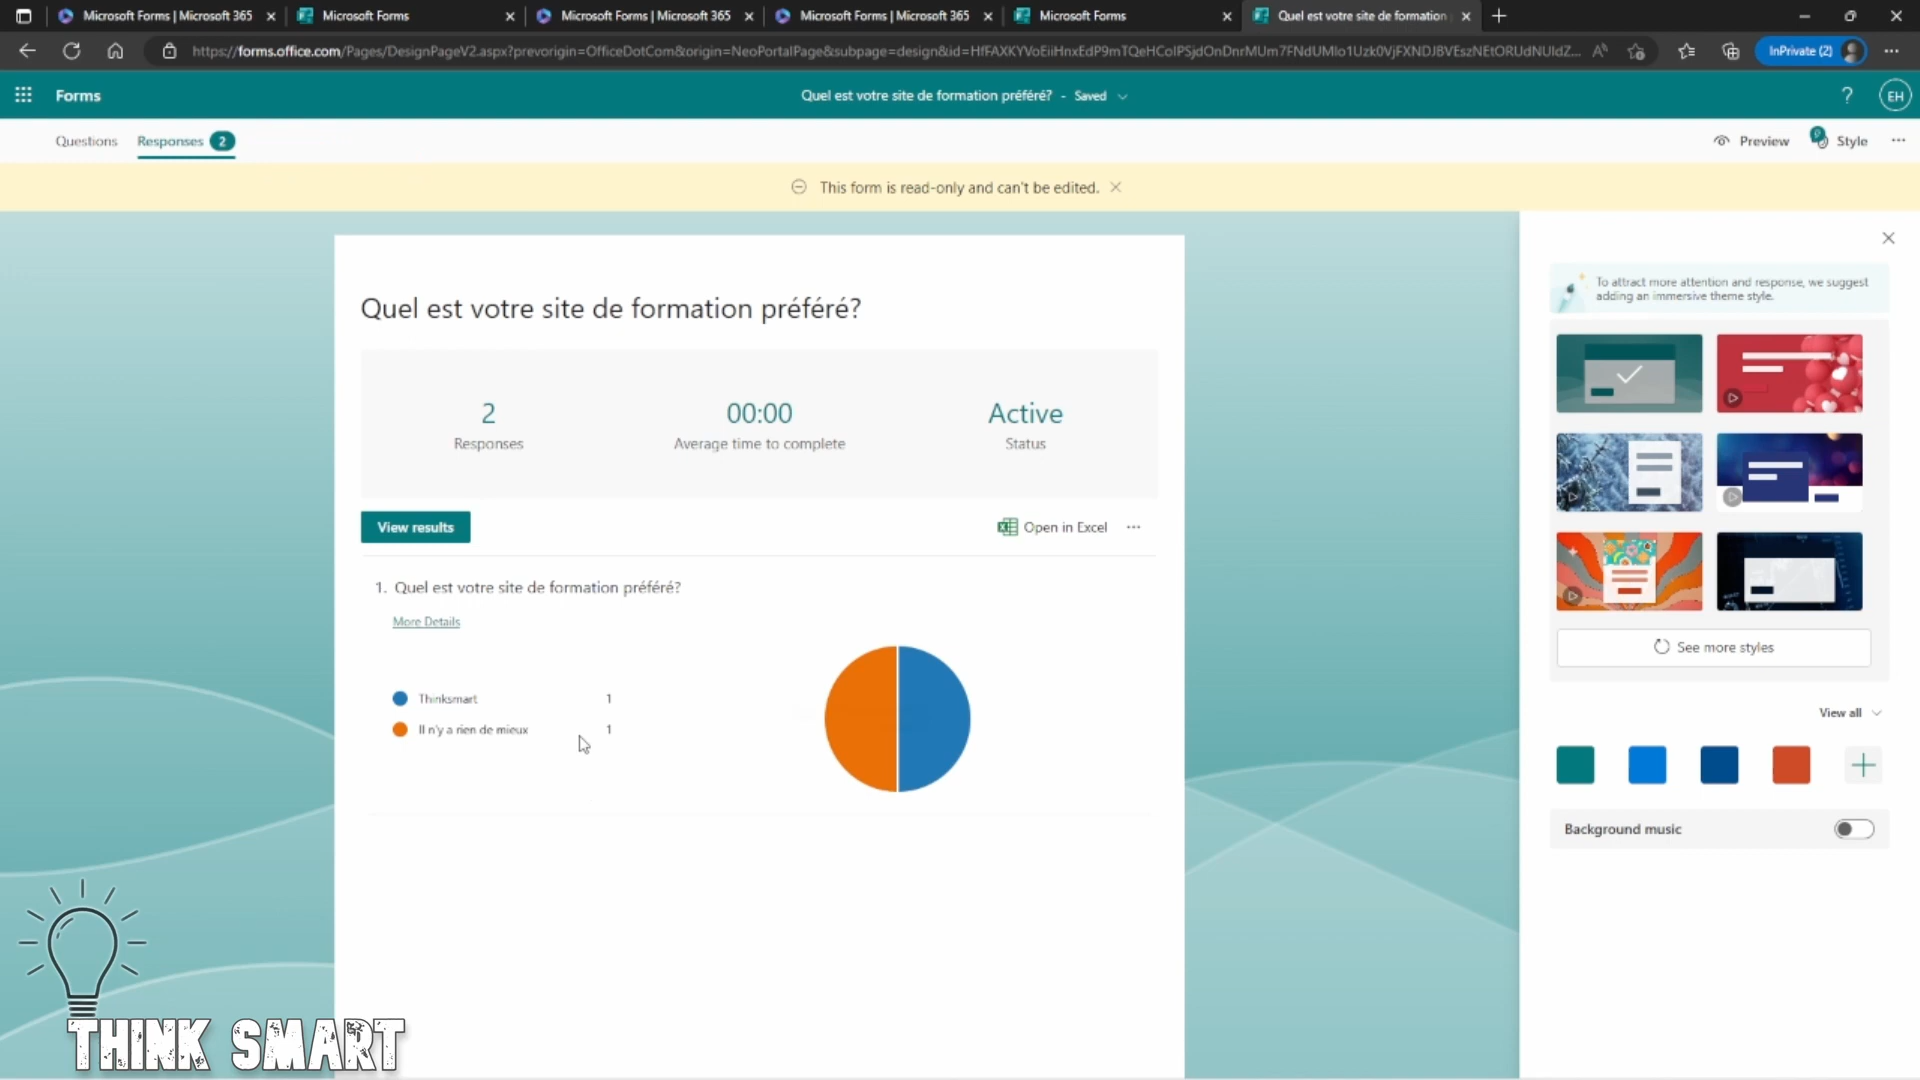 Microsoft Forms | Microsoft 365
Microsoft Forms
Microsoft Forms | Microsoft 365
Microsoft Forms | Microsoft 365
Microsoft Forms
Quel est votre site de formation
InPrivate (2)
Forms
Quel est votre site de formation préféré? - Saved
?
EH
Questions
Responses 2
Preview
Style
This form is read-only and can't be edited.
Quel est votre site de formation préféré?
2
Responses
00:00
Average time to complete
Active
Status
View results
Open in Excel
1. Quel est votre site de formation préféré?
More Details
Thinksmart 1
Il n'y a rien de mieux 1
To attract more attention and response, we suggest
adding an immersive theme style.
See more styles
View all
Background music
THINK SMART